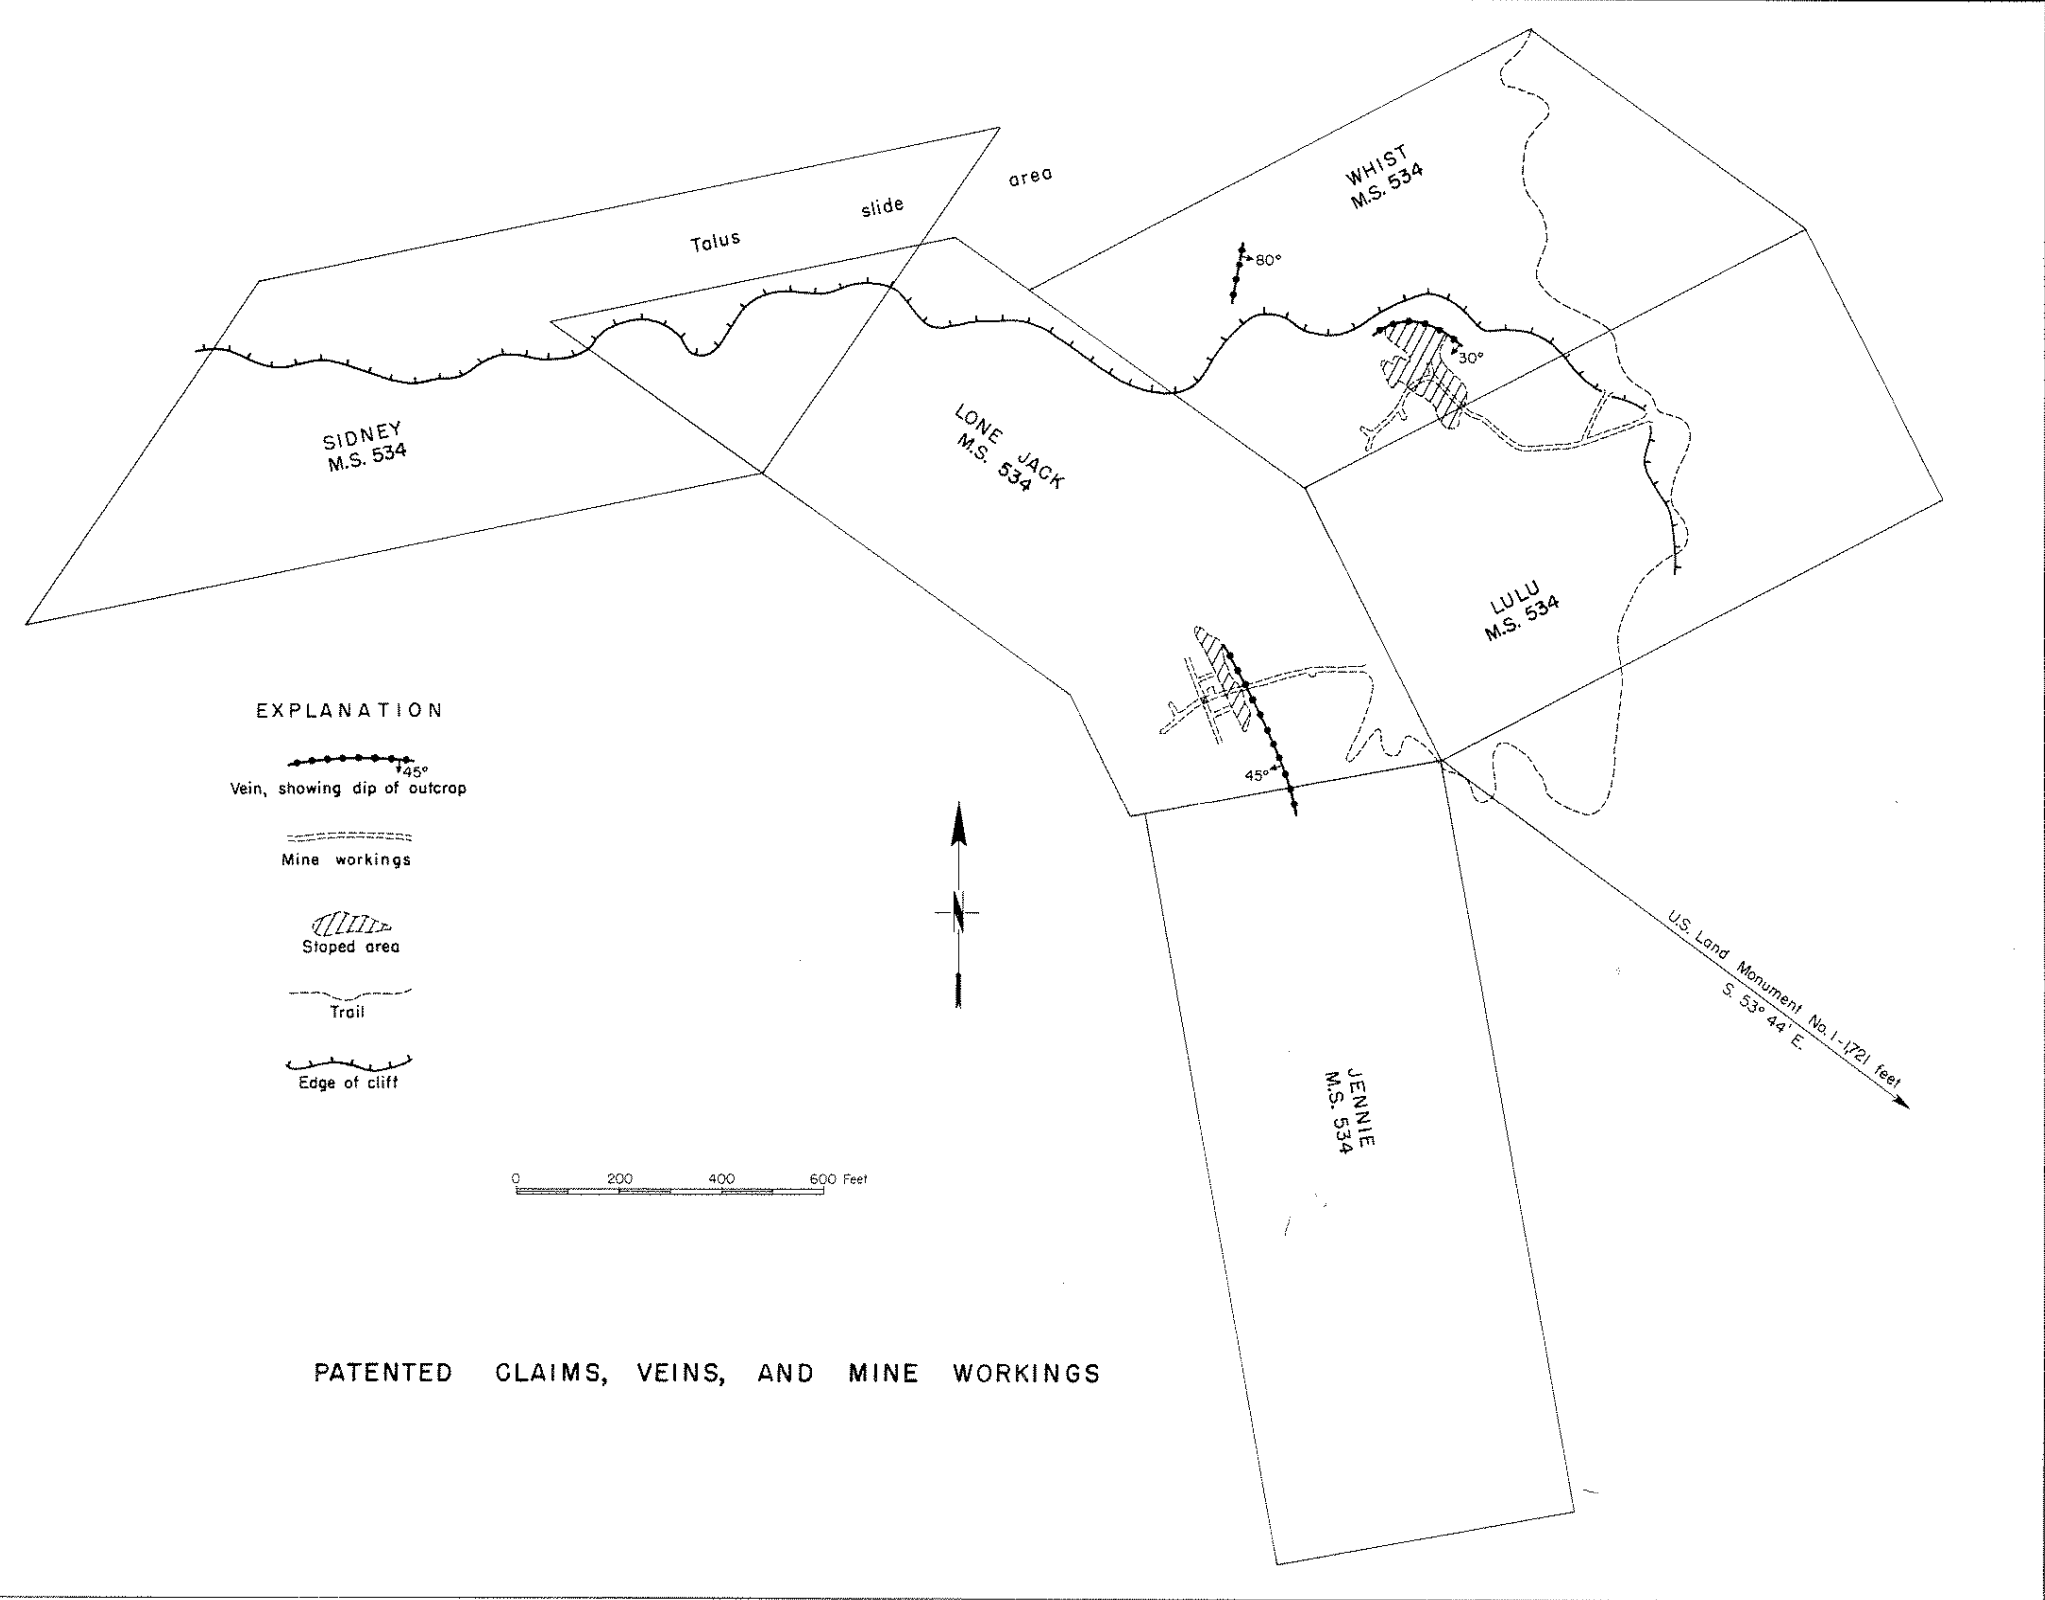 WHIST
M.S. 534
Talus slide area
80°
30°
SIDNEY
M.S. 534
LONE JACK
M.S. 534
LULU
M.S. 534
45°
EXPLANATION
45°
Vein, showing dip of outcrop
Mine workings
Stoped area
Trail
Edge of cliff
N
U.S. Land Monument No. 1-1,721 feet
S. 53° 44' E.
JENNIE
M.S. 534
0 200 400 600 Feet
PATENTED CLAIMS, VEINS, AND MINE WORKINGS